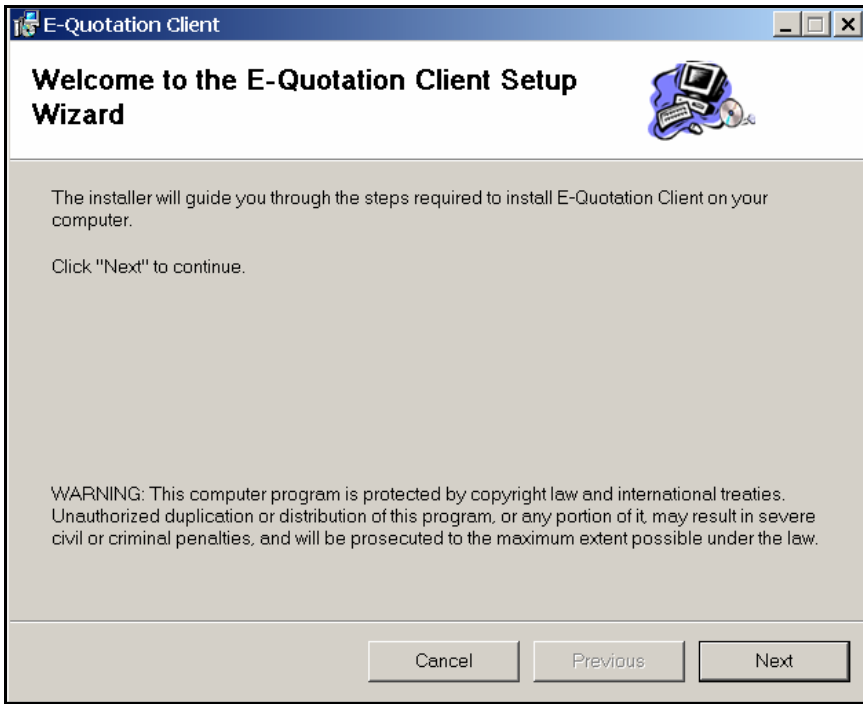 E-Quotation Client
Welcome to the E-Quotation Client Setup
Wizard
The installer will guide you through the steps required to install E-Quotation Client on your
computer.
Click "Next" to continue.
WARNING: This computer program is protected by copyright law and international treaties.
Unauthorized duplication or distribution of this program, or any portion of it, may result in severe
civil or criminal penalties, and will be prosecuted to the maximum extent possible under the law.
Cancel
Previous
Next